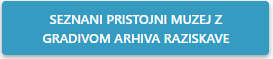 SEZNANI PRISTOJNI MUZEJ Z
GRADIVOM ARHIVA RAZISKAVE